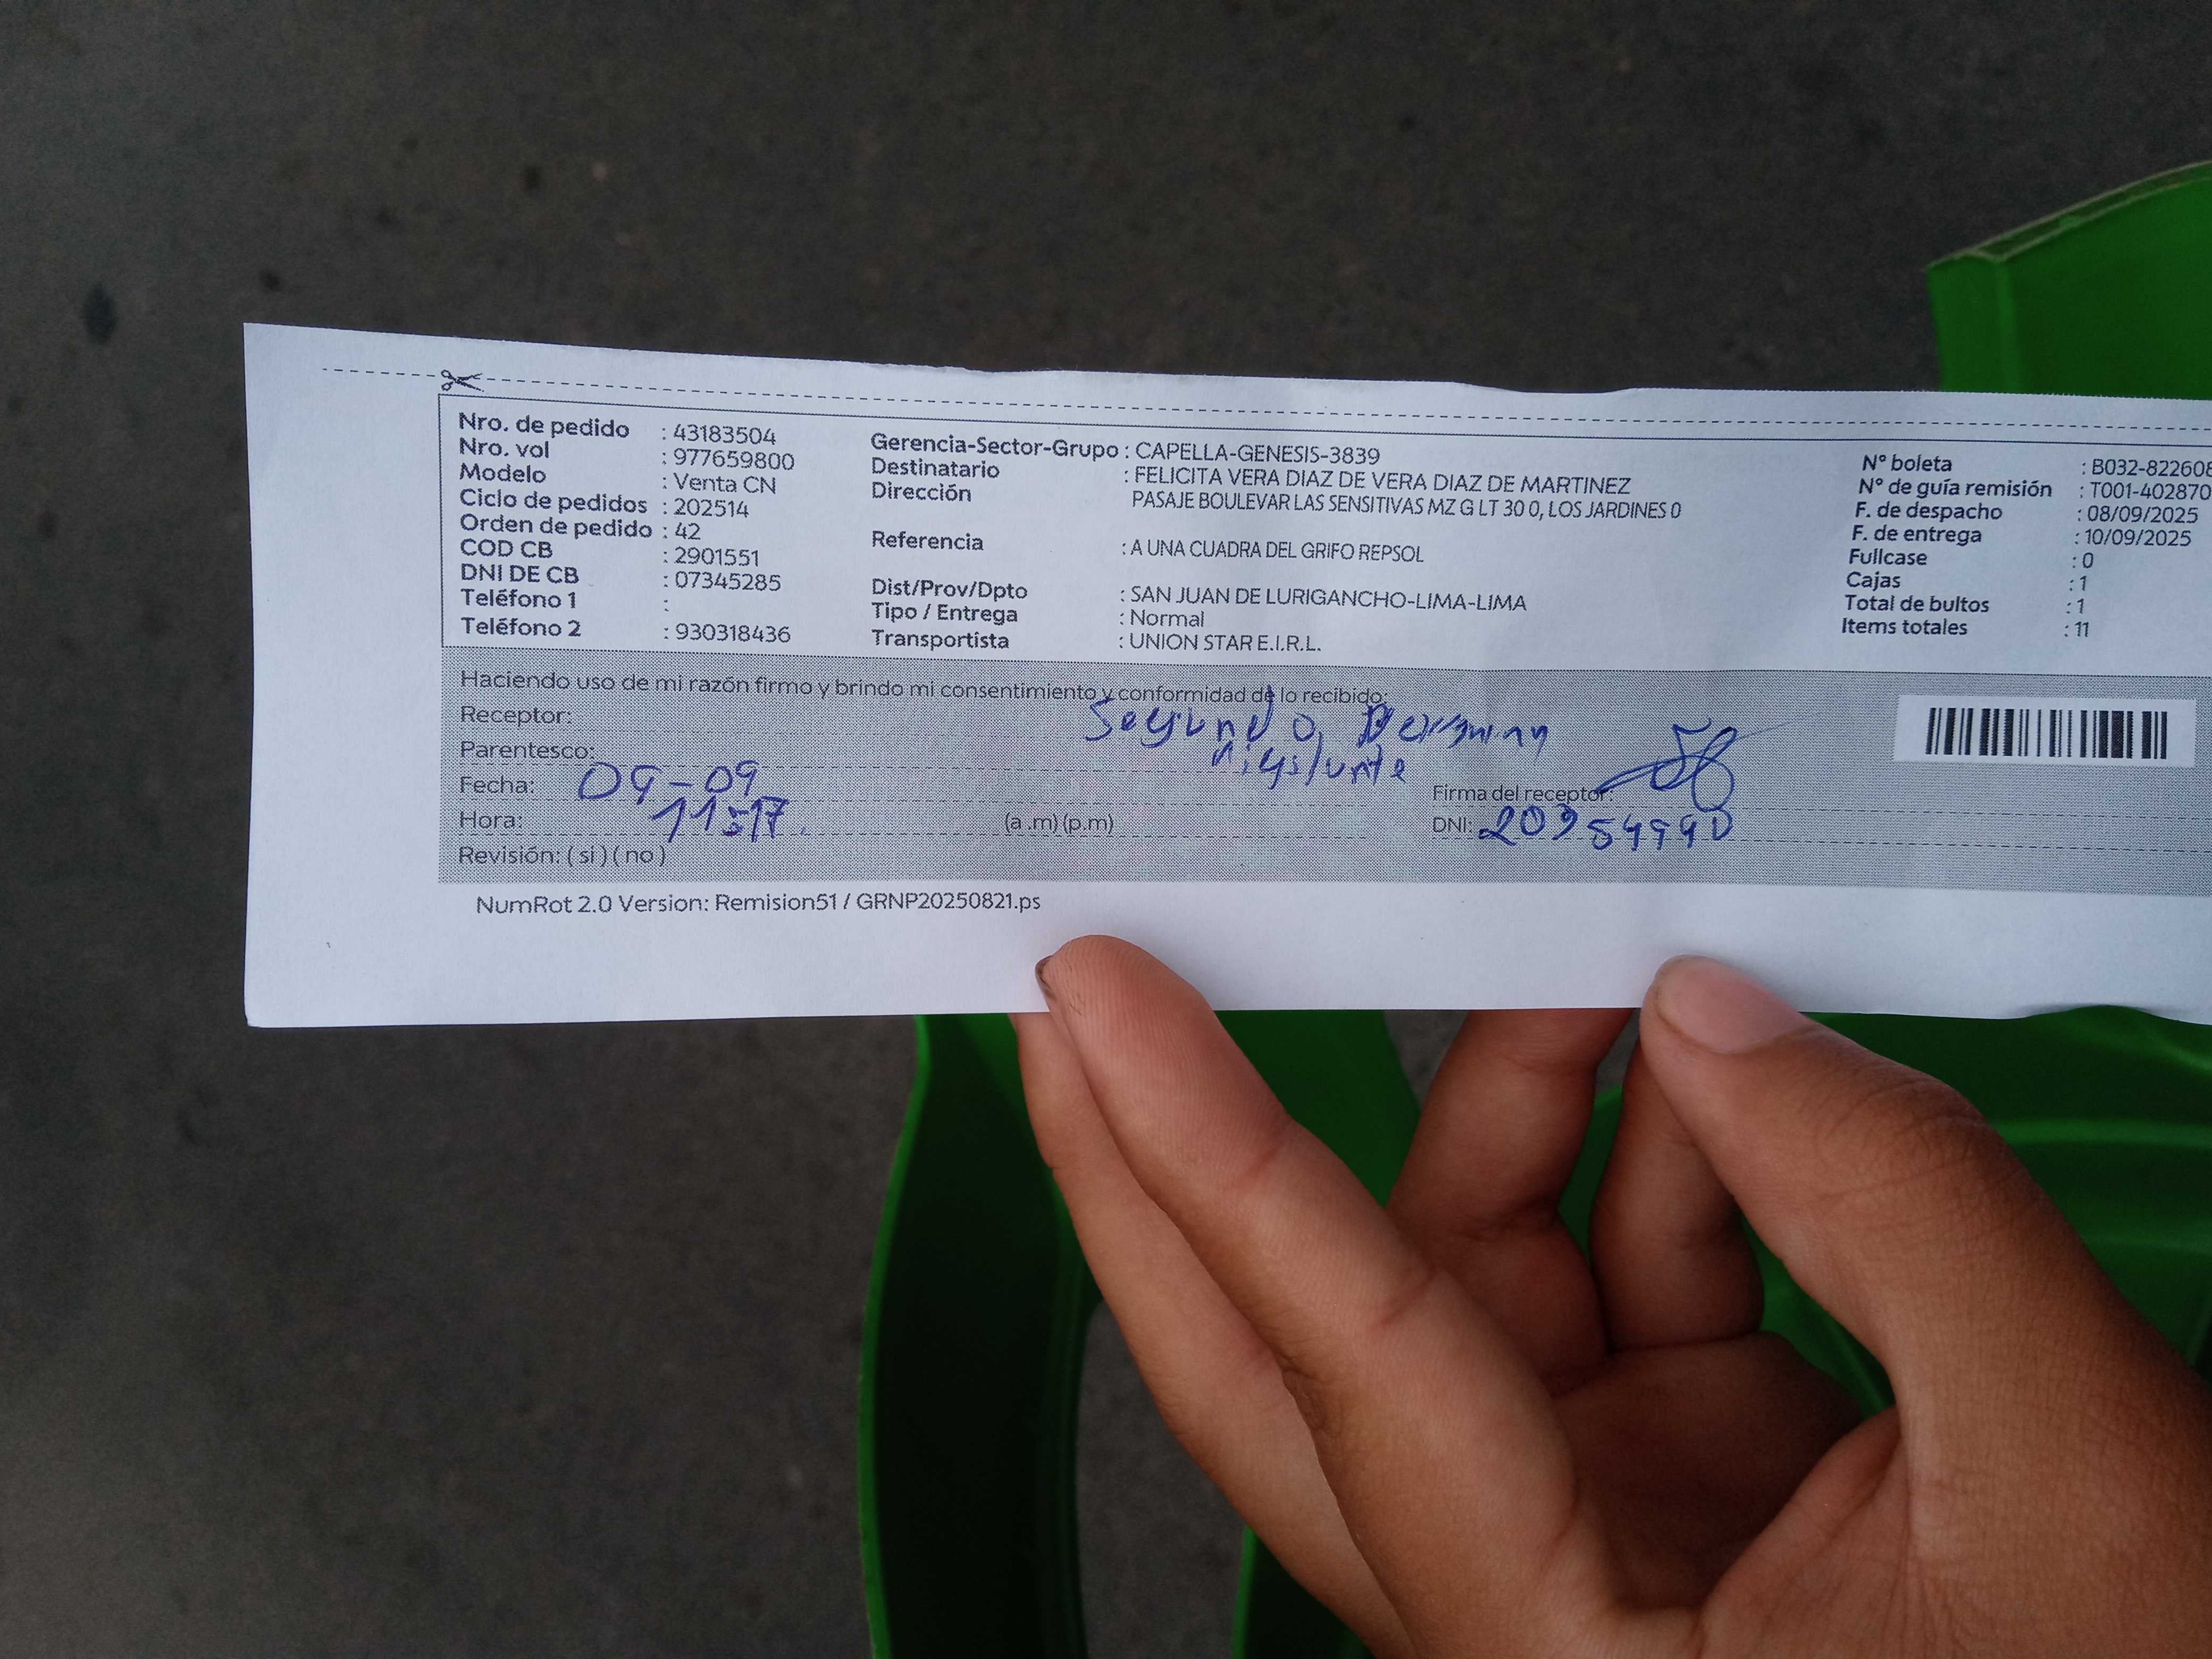 Nro. de pedido : 43183504
Nro. vol : 977659800
Modelo : Venta CN
Ciclo de pedidos : 202514
Orden de pedido : 42
COD CB : 2901551
DNI DE CB : 07345285
Teléfono 1 :
Teléfono 2 : 930318436
Gerencia-Sector-Grupo : CAPELLA-GENESIS-3839
Destinatario : FELICITA VERA DIAZ DE VERA DIAZ DE MARTINEZ
Dirección PASAJE BOULEVAR LAS SENSITIVAS MZ G LT 30 0, LOS JARDINES 0
Referencia : A UNA CUADRA DEL GRIFO REPSOL
Dist/Prov/Dpto : SAN JUAN DE LURIGANCHO-LIMA-LIMA
Tipo / Entrega : Normal
Transportista : UNION STAR E.I.R.L.
N° boleta : B032-822608
N° de guía remisión : T001-402870
F. de despacho : 08/09/2025
F. de entrega : 10/09/2025
Fullcase : 0
Cajas : 1
Total de bultos : 1
Items totales : 11
Haciendo uso de mi razón firmo y brindo mi consentimiento y conformidad de lo recibido:
Receptor: Segundo
Parentesco:
Fecha: 09-09
Firma del receptor:
Hora: 11:17 (a .m) (p.m)
DNI:
Revisión: ( si ) ( no )
NumRot 2.0 Version: Remision51 / GRNP20250821.ps